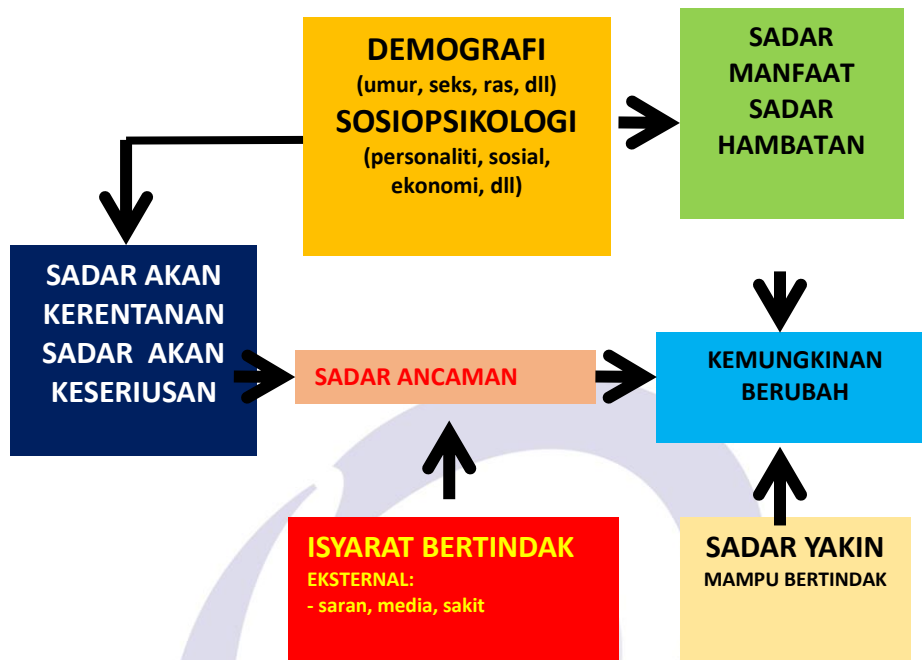 DEMOGRAFI
(umur, seks, ras, dll)
SOSIOPSIKOLOGI
(personaliti, sosial,
ekonomi, dll)
SADAR
MANFAAT
SADAR
HAMBATAN
SADAR AKAN
KERENTANAN
SADAR AKAN
KESERIUSAN
SADAR ANCAMAN
KEMUNGKINAN
BERUBAH
ISYARAT BERTINDAK
EKSTERNAL:
- saran, media, sakit
SADAR YAKIN
MAMPU BERTINDAK